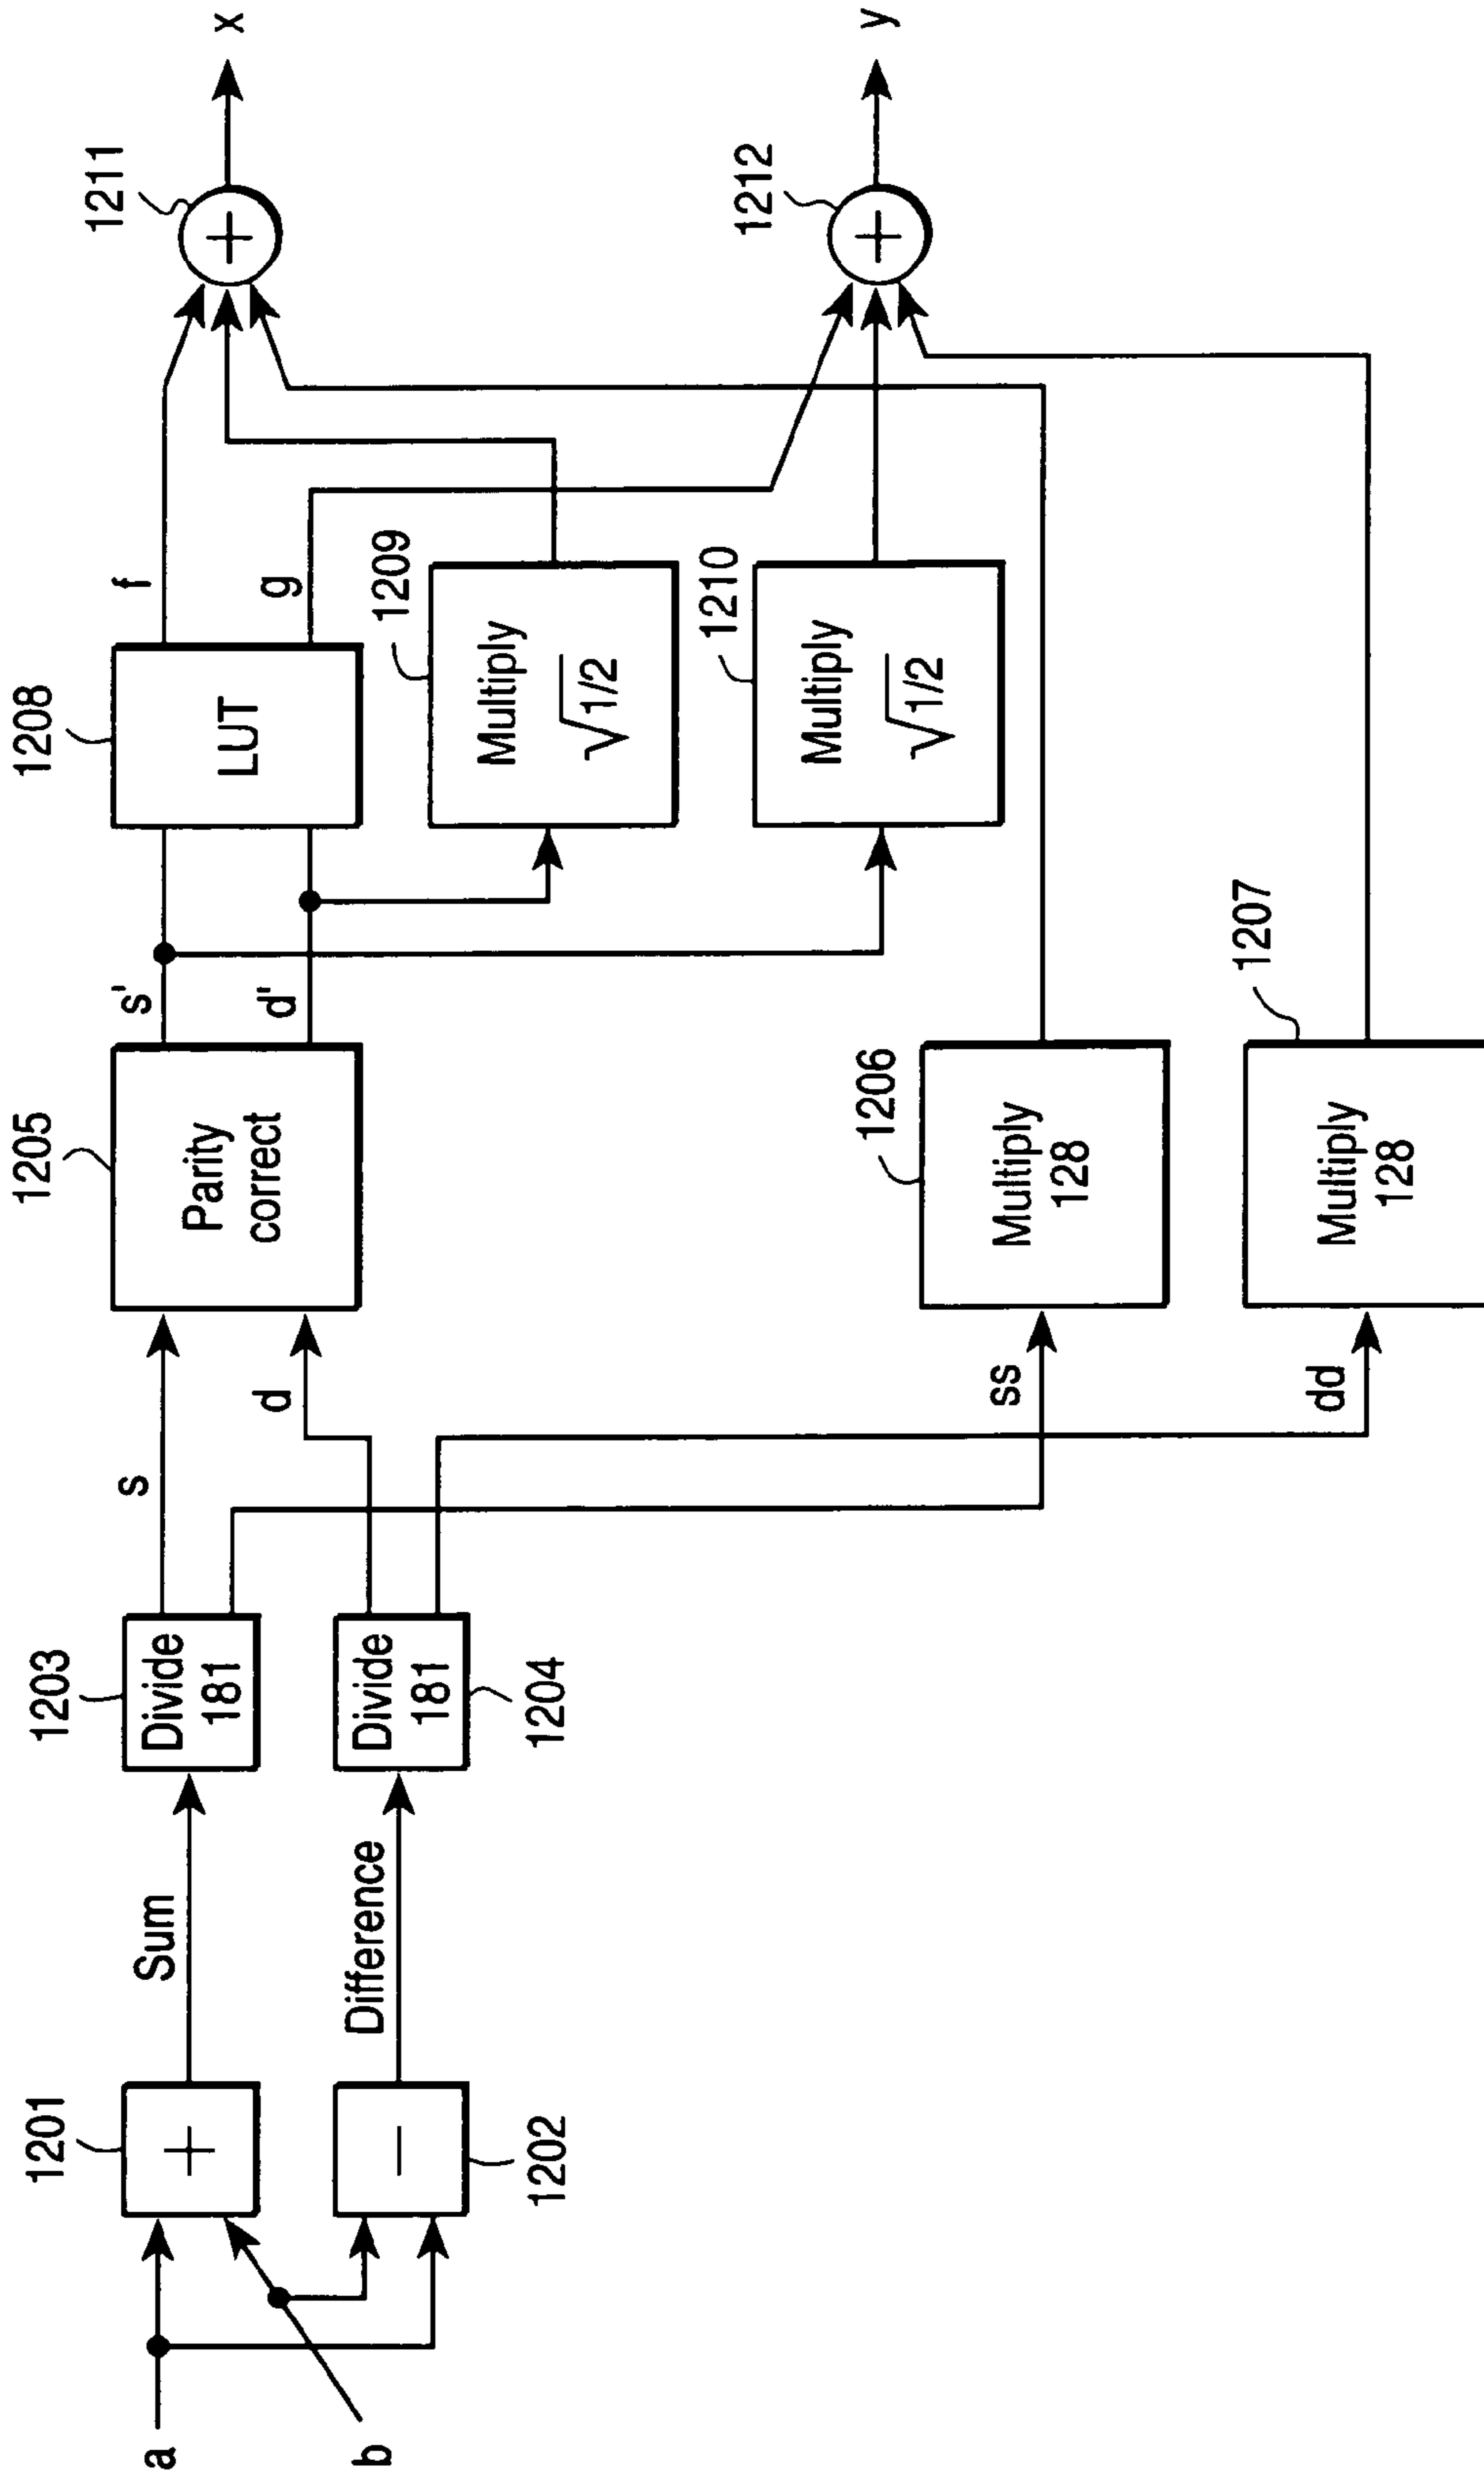 a
b
1201
+
1202
−
Sum
Difference
1203
Divide
181
1204
Divide
181
s
d
ss
dd
1205
Parity
correct
1206
Multiply
128
1207
Multiply
128
s'
d'
1208
LUT
f
g
1209
Multiply
√1/2
1210
Multiply
√1/2
1211
+
x
1212
+
y